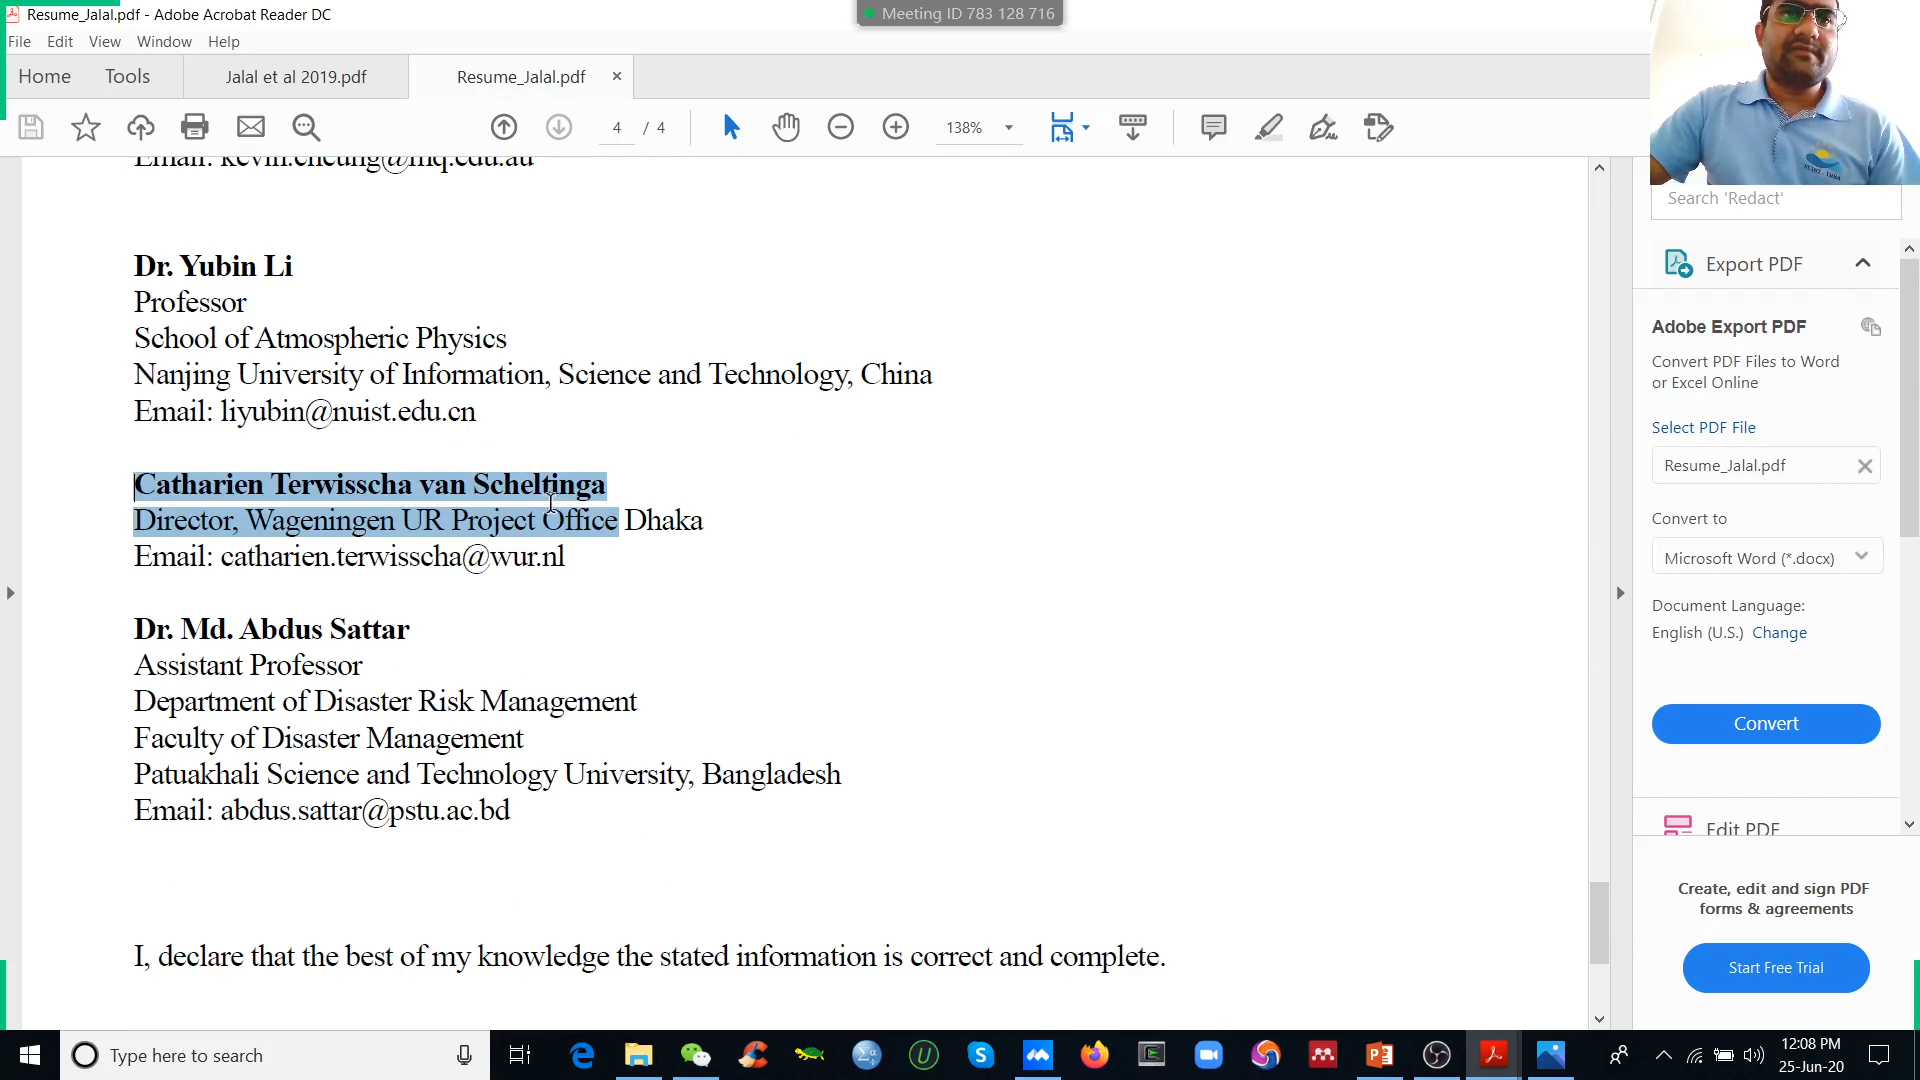 Resume_Jalal.pdf - Adobe Acrobat Reader DC
Meeting ID 783 128 716
File Edit View Window Help
Home Tools Jalal et al 2019.pdf Resume_Jalal.pdf ×
4 / 4 138%
Email: kevin.cheung@mq.edu.au
Dr. Yubin Li
Professor
School of Atmospheric Physics
Nanjing University of Information, Science and Technology, China
Email: liyubin@nuist.edu.cn
Catharien Terwisscha van Scheltinga
Director, Wageningen UR Project Office Dhaka
Email: catharien.terwisscha@wur.nl
Dr. Md. Abdus Sattar
Assistant Professor
Department of Disaster Risk Management
Faculty of Disaster Management
Patuakhali Science and Technology University, Bangladesh
Email: abdus.sattar@pstu.ac.bd
I, declare that the best of my knowledge the stated information is correct and complete.
Search 'Redact'
Export PDF
Adobe Export PDF
Convert PDF Files to Word
or Excel Online
Select PDF File
Resume_Jalal.pdf
Convert to
Microsoft Word (*.docx)
Document Language:
English (U.S.) Change
Convert
Edit PDF
Create, edit and sign PDF
forms & agreements
Start Free Trial
Type here to search
12:08 PM
25-Jun-20